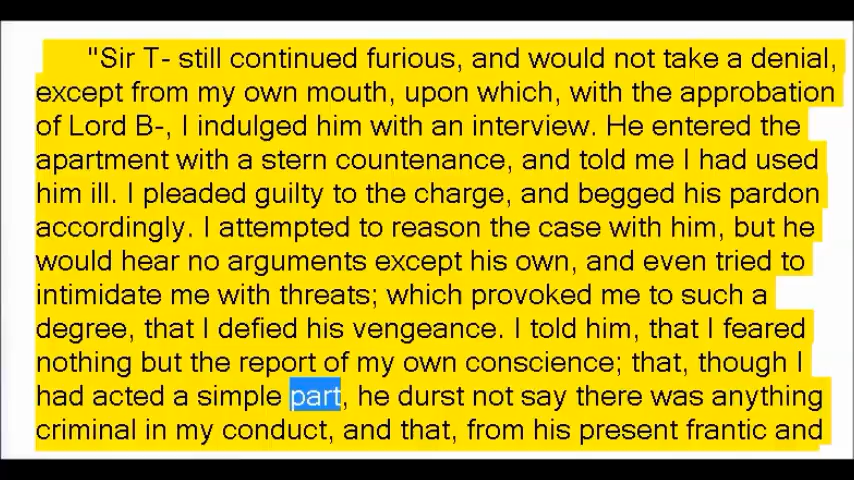 "Sir T- still continued furious, and would not take a denial,
except from my own mouth, upon which, with the approbation
of Lord B-, I indulged him with an interview. He entered the
apartment with a stern countenance, and told me I had used
him ill. I pleaded guilty to the charge, and begged his pardon
accordingly. I attempted to reason the case with him, but he
would hear no arguments except his own, and even tried to
intimidate me with threats; which provoked me to such a
degree, that I defied his vengeance. I told him, that I feared
nothing but the report of my own conscience; that, though I
had acted a simple part, he durst not say there was anything
criminal in my conduct, and that, from his present frantic and